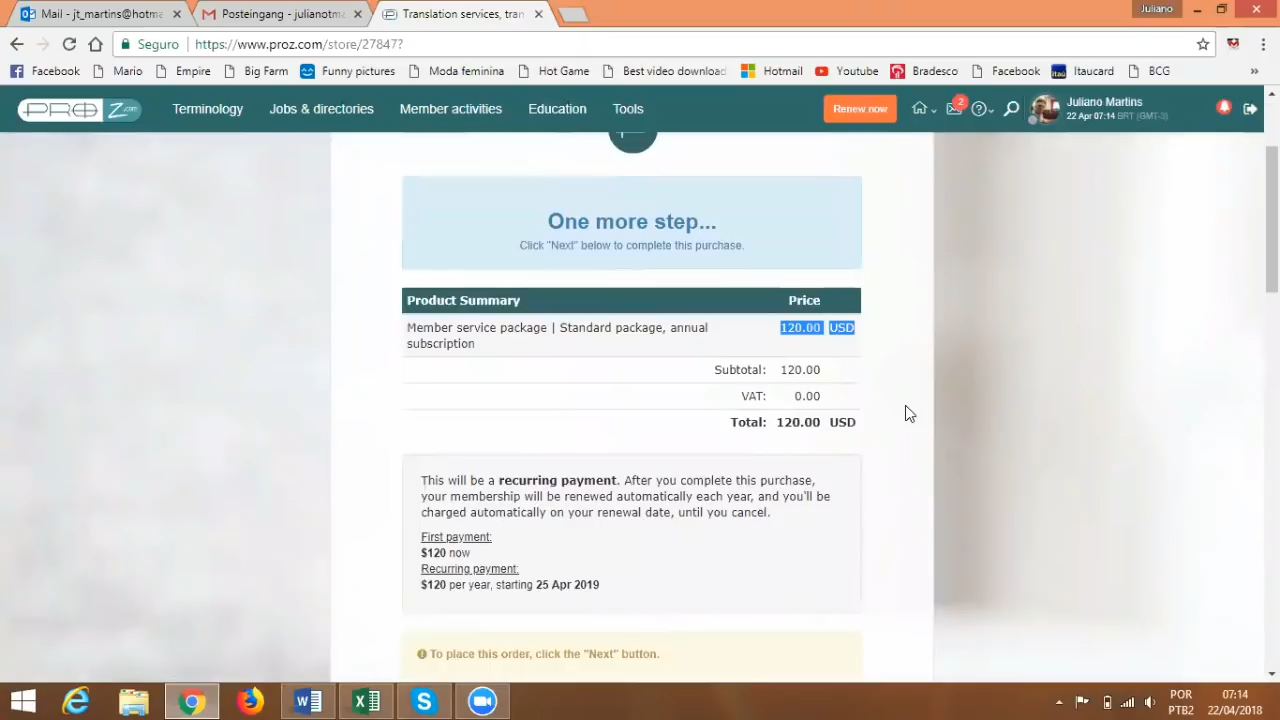 Juliano
Mail - jt_martins@hotm
Posteingang - julianotm
Translation services, tran
Seguro
https://www.proz.com/store/27847?
Facebook Mario Empire Big Farm Funny pictures Moda feminina Hot Game Best video download Hotmail Youtube Bradesco Facebook Itaucard BCG »
PROZ.com Terminology Jobs & directories Member activities Education Tools Renew now 2 Juliano Martins
22 Apr 07:14 BRT (GMT-3)
One more step...
Click "Next" below to complete this purchase.
Product Summary Price
Member service package | Standard package, annual 120.00 USD
subscription
Subtotal: 120.00
VAT: 0.00
Total: 120.00 USD
This will be a recurring payment. After you complete this purchase,
your membership will be renewed automatically each year, and you'll be
charged automatically on your renewal date, until you cancel.
First payment:
$120 now
Recurring payment:
$120 per year, starting 25 Apr 2019
To place this order, click the "Next" button.
POR 07:14
PTB2 22/04/2018